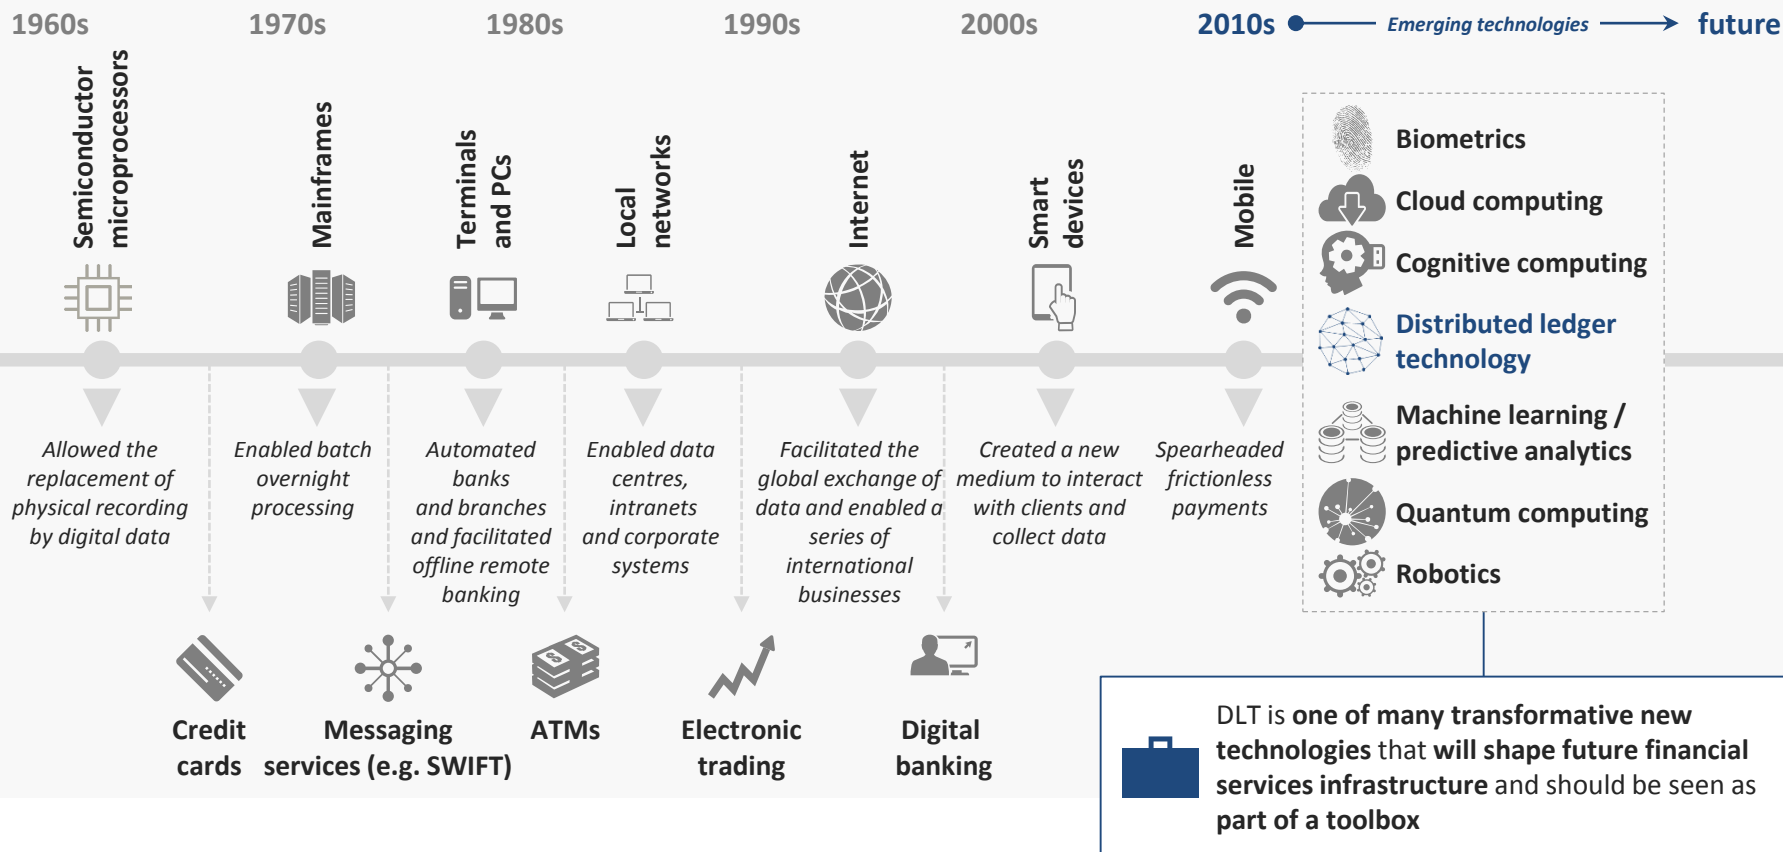 1960s
1970s
1980s
1990s
2000s
2010s
Emerging technologies
future
Semiconductor
microprocessors
Mainframes
Terminals
and PCs
Local
networks
Internet
Smart
devices
Mobile
Biometrics
Cloud computing
Cognitive computing
Distributed ledger
technology
Machine learning /
predictive analytics
Quantum computing
Robotics
Allowed the
replacement of
physical recording
by digital data
Enabled batch
overnight
processing
Automated
banks
and branches
and facilitated
offline remote
banking
Enabled data
centres,
intranets
and corporate
systems
Facilitated the
global exchange of
data and enabled a
series of
international
businesses
Created a new
medium to interact
with clients and
collect data
Spearheaded
frictionless
payments
Credit
cards
Messaging
services (e.g. SWIFT)
ATMs
Electronic
trading
Digital
banking
DLT is one of many transformative new
technologies that will shape future financial
services infrastructure and should be seen as
part of a toolbox